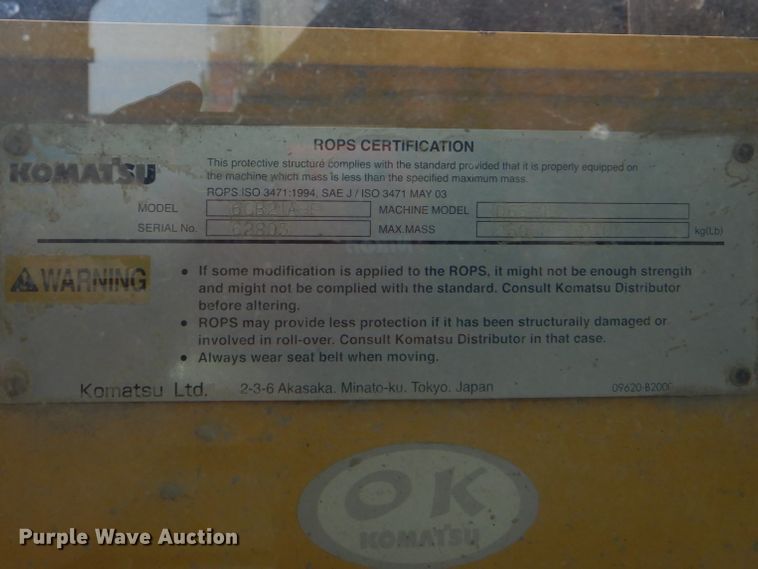 ROPS CERTIFICATION
KOMATSU
This protective structure complies with the standard provided that it is properly equipped on
the machine which mass is less than the specified maximum mass.
ROPS ISO 3471:1994, SAE J / ISO 3471 MAY 03
MODEL MACHINE MODEL
SERIAL No. 62803 MAX.MASS kg(Lb)
WARNING
• If some modification is applied to the ROPS, it might not be enough strength
and might not be complied with the standard. Consult Komatsu Distributor
before altering.
• ROPS may provide less protection if it has been structurally damaged or
involved in roll-over. Consult Komatsu Distributor in that case.
• Always wear seat belt when moving.
Komatsu Ltd. 2-3-6 Akasaka, Minato-ku, Tokyo, Japan
OK
KOMATSU
Purple Wave Auction